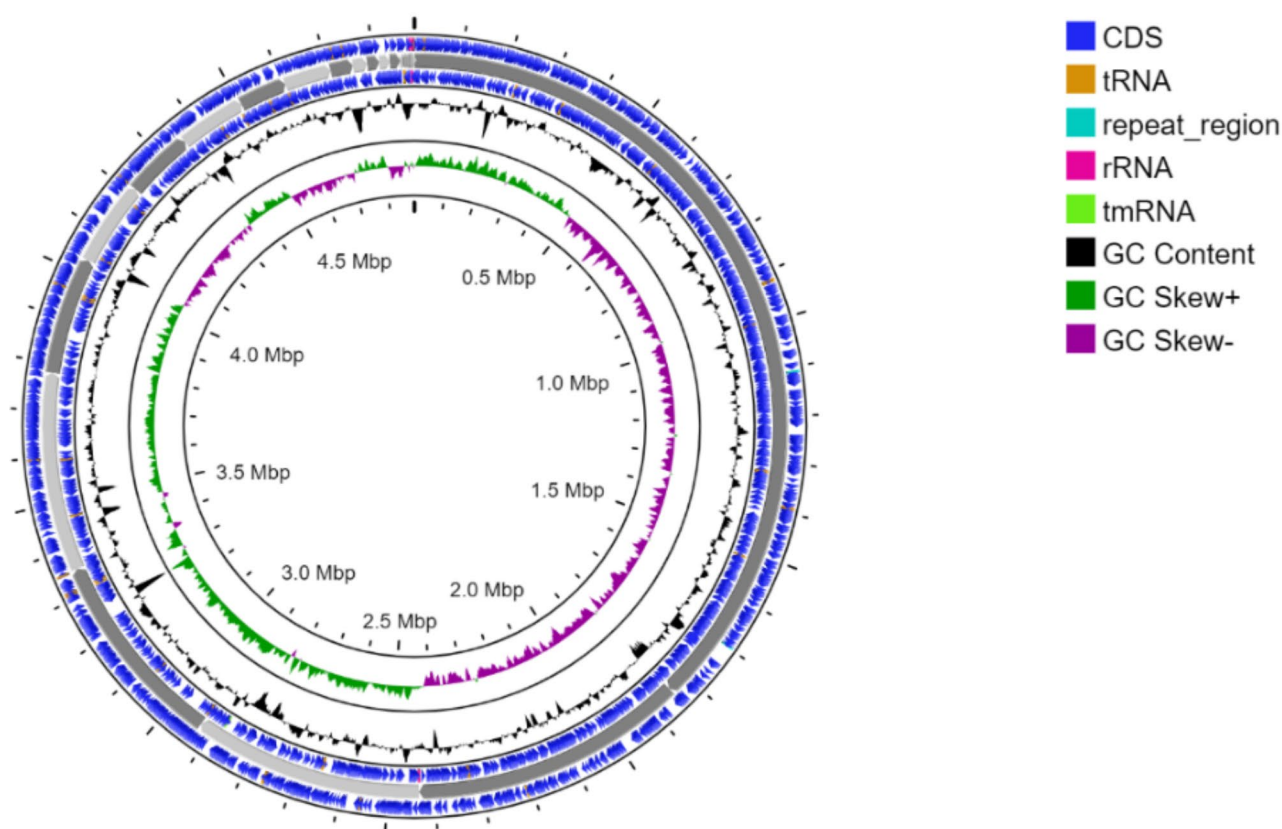 CDS
tRNA
repeat_region
rRNA
tmRNA
GC Content
GC Skew+
GC Skew-
4.5 Mbp
0.5 Mbp
4.0 Mbp
1.0 Mbp
3.5 Mbp
1.5 Mbp
3.0 Mbp
2.0 Mbp
2.5 Mbp